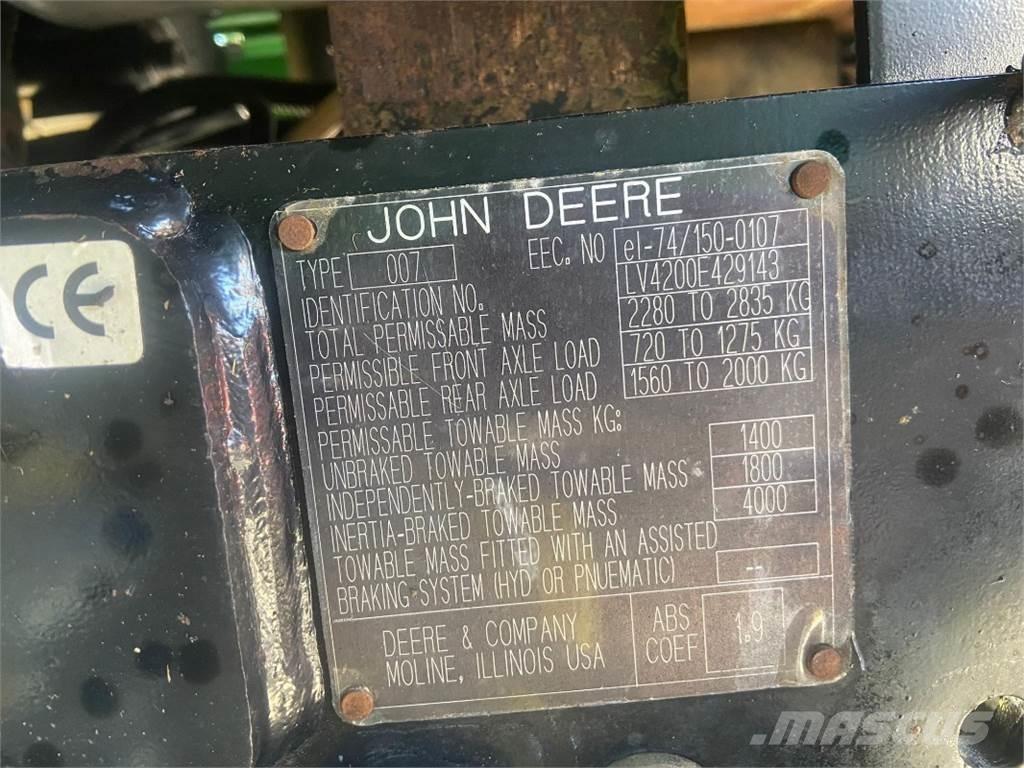 JOHN DEERE
TYPE 007 EEC. NO e1-74/150-0107
IDENTIFICATION NO. LV4200E429143
TOTAL PERMISSABLE MASS 2280 TO 2835 KG
PERMISSIBLE FRONT AXLE LOAD 720 TO 1275 KG
PERMISSABLE REAR AXLE LOAD 1560 TO 2000 KG
PERMISSABLE TOWABLE MASS KG.
UNBRAKED TOWABLE MASS 1400
INDEPENDENTLY-BRAKED TOWABLE MASS 1800
INERTIA-BRAKED TOWABLE MASS 4000
TOWABLE MASS FITTED WITH AN ASSISTED
BRAKING SYSTEM (HYD OR PNUEMATIC) --
DEERE & COMPANY
MOLINE, ILLINOIS USA
ABS
COEF
1.9
CE
MASCUS